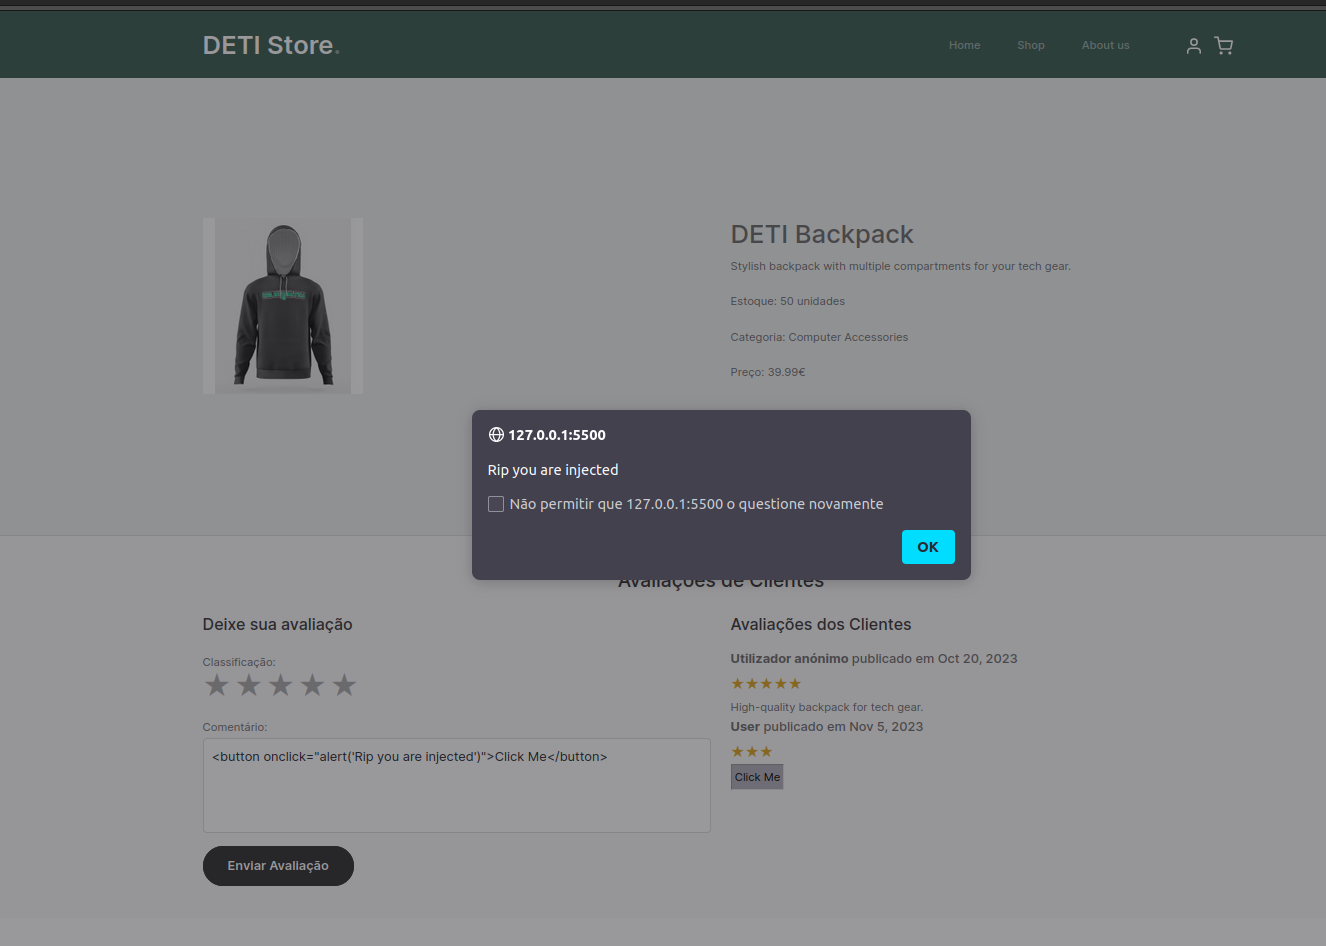 DETI Store.
Home
Shop
About us
DETI Backpack
Stylish backpack with multiple compartments for your tech gear.
Estoque: 50 unidades
Categoria: Computer Accessories
Preço: 39.99€
127.0.0.1:5500
Rip you are injected
Não permitir que 127.0.0.1:5500 o questione novamente
OK
Avaliações de Clientes
Deixe sua avaliação
Classificação:
Comentário:
<button onclick="alert('Rip you are injected')">Click Me</button>
Enviar Avaliação
Avaliações dos Clientes
Utilizador anónimo publicado em Oct 20, 2023
High-quality backpack for tech gear.
User publicado em Nov 5, 2023
Click Me